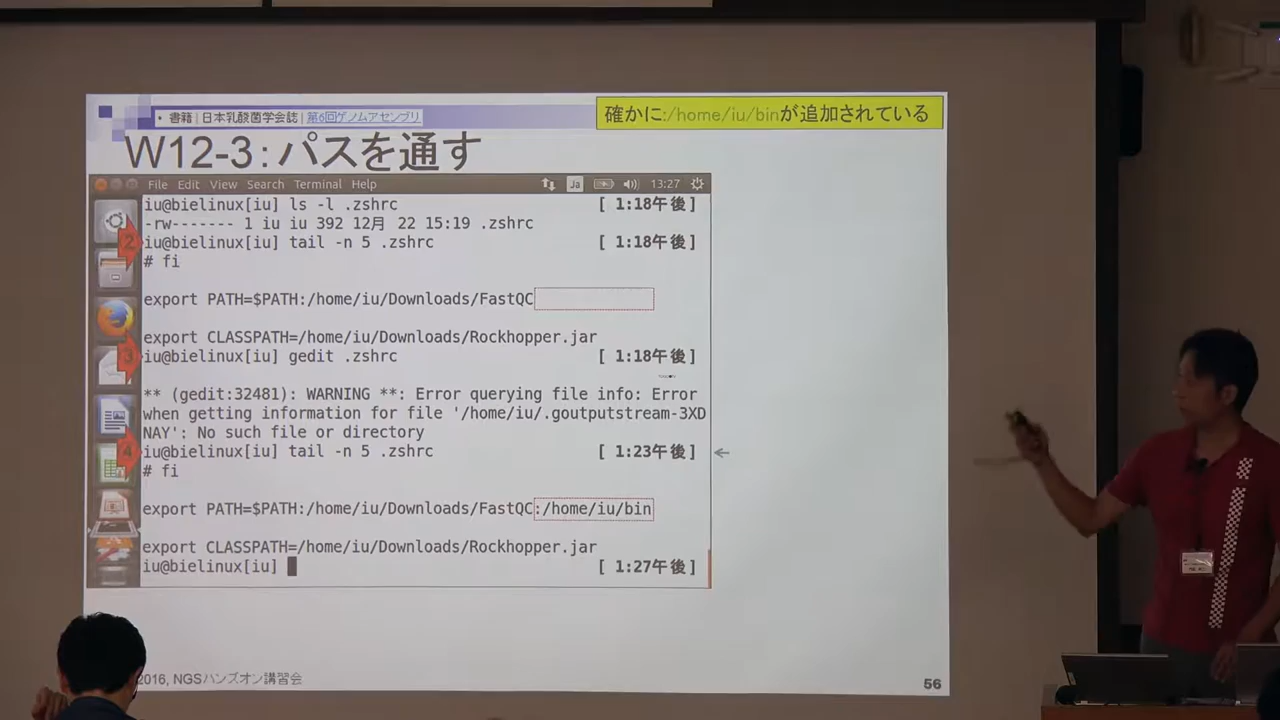 • 書籍 | 日本乳酸菌学会誌 | 第6回ゲノムアセンブリ
確かに:/home/iu/binが追加されている
W12-3：パスを通す
File Edit View Search Terminal Help Ja 13:27
iu@bielinux[iu] ls -l .zshrc [ 1:18午後]
-rw------- 1 iu iu 392 12月 22 15:19 .zshrc
iu@bielinux[iu] tail -n 5 .zshrc [ 1:18午後]
2
# fi
export PATH=$PATH:/home/iu/Downloads/FastQC
export CLASSPATH=/home/iu/Downloads/Rockhopper.jar
3
iu@bielinux[iu] gedit .zshrc [ 1:18午後]
** (gedit:32481): WARNING **: Error querying file info: Error
when getting information for file '/home/iu/.goutputstream-3XD
NAY': No such file or directory
4
iu@bielinux[iu] tail -n 5 .zshrc [ 1:23午後]
# fi
export PATH=$PATH:/home/iu/Downloads/FastQC:/home/iu/bin
export CLASSPATH=/home/iu/Downloads/Rockhopper.jar
iu@bielinux[iu] [ 1:27午後]
2016, NGSハンズオン講習会
56